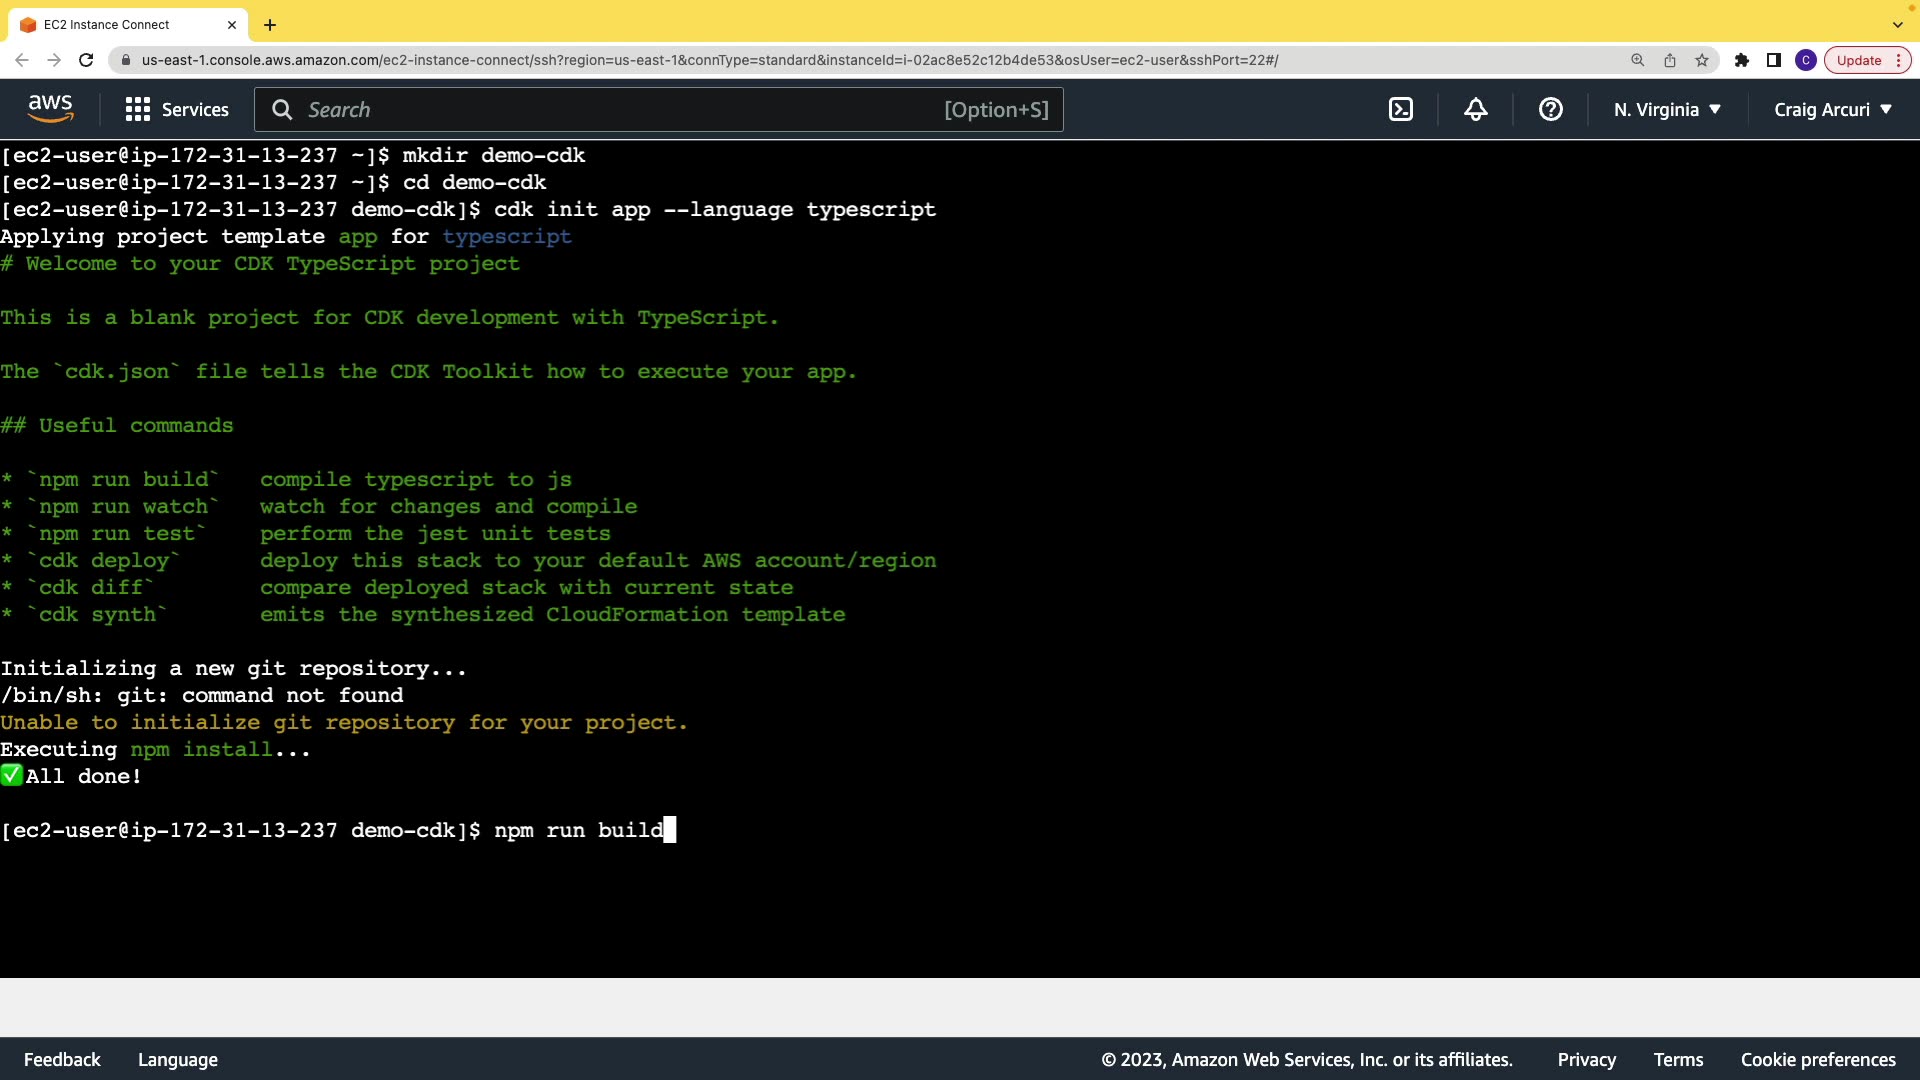 EC2 Instance Connect
us-east-1.console.aws.amazon.com/ec2-instance-connect/ssh?region=us-east-1&connType=standard&instanceId=i-02ac8e52c12b4de53&osUser=ec2-user&sshPort=22#/
C
Update
aws
Services
Search
[Option+S]
N. Virginia
Craig Arcuri
[ec2-user@ip-172-31-13-237 ~]$ mkdir demo-cdk
[ec2-user@ip-172-31-13-237 ~]$ cd demo-cdk
[ec2-user@ip-172-31-13-237 demo-cdk]$ cdk init app --language typescript
Applying project template app for typescript
# Welcome to your CDK TypeScript project
This is a blank project for CDK development with TypeScript.
The `cdk.json` file tells the CDK Toolkit how to execute your app.
## Useful commands
* `npm run build`   compile typescript to js
* `npm run watch`   watch for changes and compile
* `npm run test`    perform the jest unit tests
* `cdk deploy`      deploy this stack to your default AWS account/region
* `cdk diff`        compare deployed stack with current state
* `cdk synth`       emits the synthesized CloudFormation template
Initializing a new git repository...
/bin/sh: git: command not found
Unable to initialize git repository for your project.
Executing npm install...
✅ All done!
[ec2-user@ip-172-31-13-237 demo-cdk]$ npm run build
Feedback
Language
© 2023, Amazon Web Services, Inc. or its affiliates.
Privacy
Terms
Cookie preferences